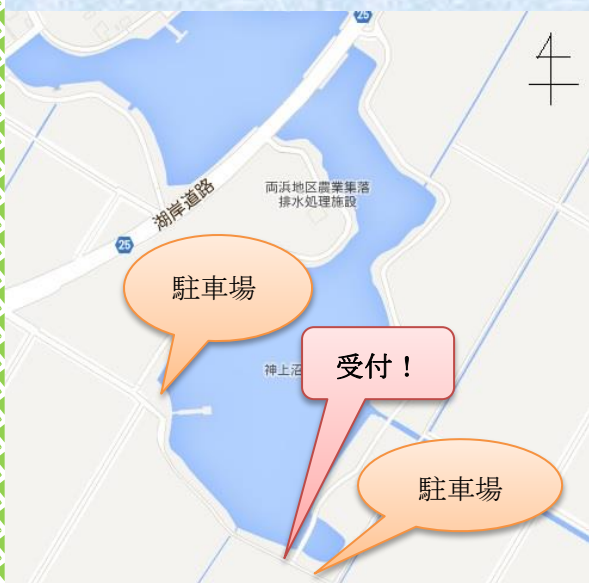 25
両浜地区農業集落
排水処理施設
湖岸道路
25
駐車場
受付！
神上沼
駐車場